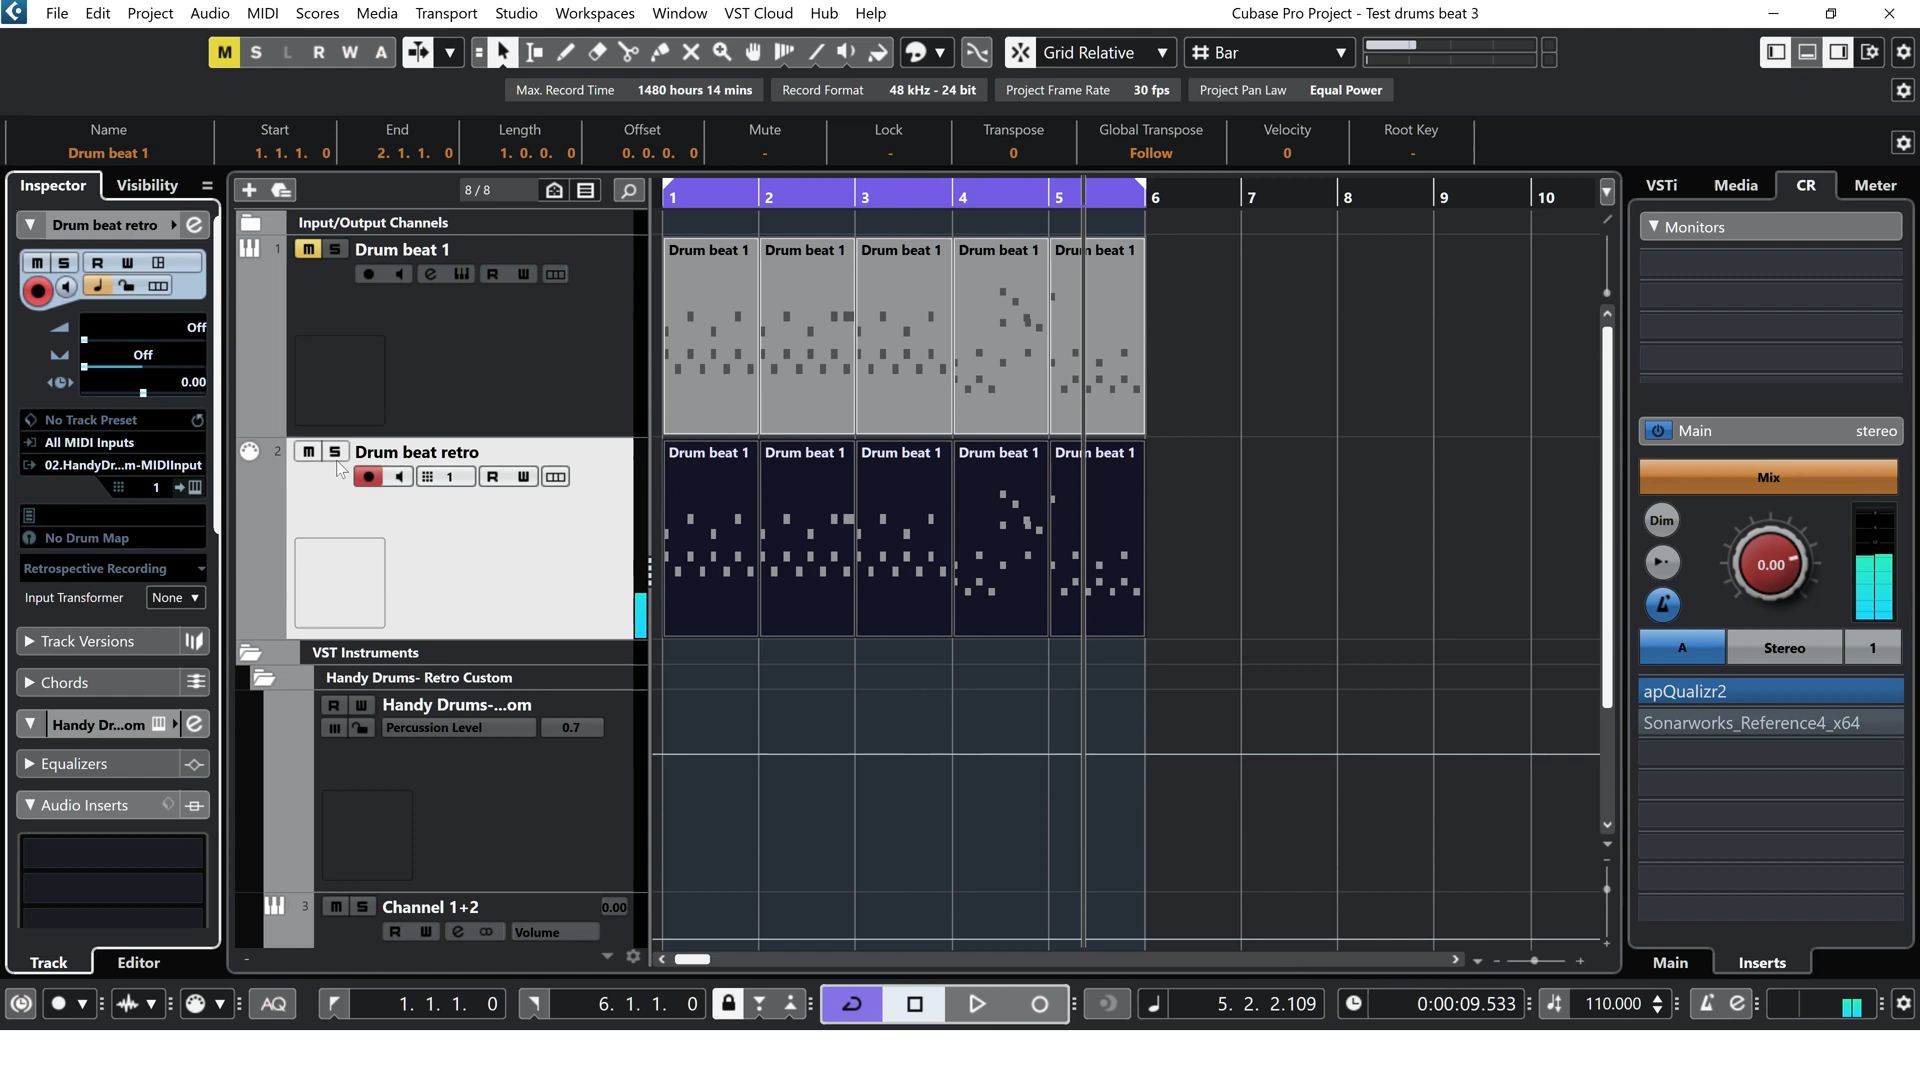 File Edit Project Audio MIDI Scores Media Transport Studio Workspaces Window VST Cloud Hub Help
Cubase Pro Project - Test drums beat 3
M S L R W A
Grid Relative
Bar
Max. Record Time 1480 hours 14 mins
Record Format 48 kHz - 24 bit
Project Frame Rate 30 fps
Project Pan Law Equal Power
Name Start End Length Offset Mute Lock Transpose Global Transpose Velocity Root Key
Drum beat 1 1. 1. 1. 0 2. 1. 1. 0 1. 0. 0. 0 0. 0. 0. 0 - - 0 Follow 0 -
Inspector Visibility
Drum beat retro
M S R W
Off
Off
0.00
No Track Preset
All MIDI Inputs
02.HandyDr...m-MIDIInput
1
No Drum Map
Retrospective Recording
Input Transformer None
Track Versions
Chords
Handy Dr...om
Equalizers
Audio Inserts
Track Editor
8 / 8
Input/Output Channels
1 M S Drum beat 1
R W
2 M S Drum beat retro
1 R W
VST Instruments
Handy Drums- Retro Custom
R W Handy Drums-...om
Percussion Level 0.7
3 M S Channel 1+2 0.00
R W Volume
1 2 3 4 5 6 7 8 9 10
Drum beat 1 Drum beat 1 Drum beat 1 Drum beat 1 Drum beat 1
Drum beat 1 Drum beat 1 Drum beat 1 Drum beat 1 Drum beat 1
VSTi Media CR Meter
Monitors
Main stereo
Mix
Dim
0.00
A Stereo 1
apQualizr2
Sonarworks_Reference4_x64
Main Inserts
AQ
1. 1. 1. 0
6. 1. 1. 0
5. 2. 2.109
0:00:09.533
110.000